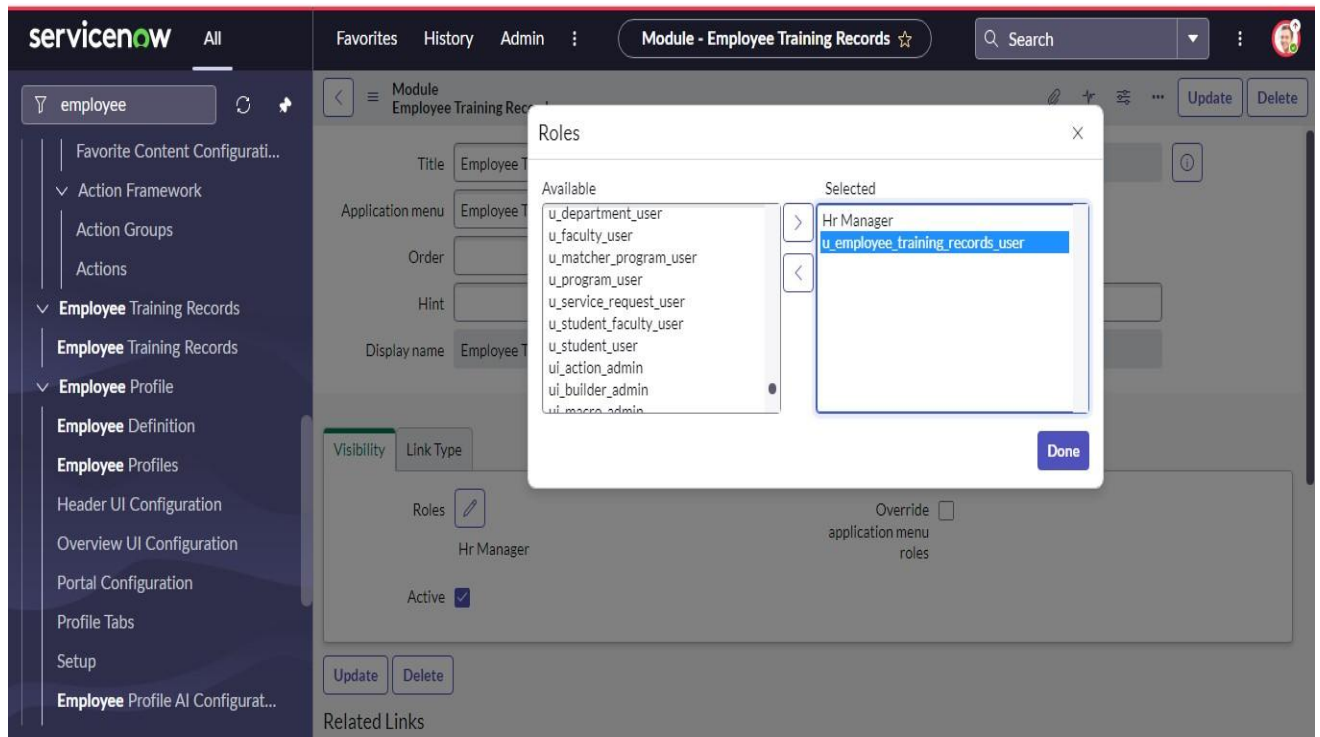 servicenow All Favorites History Admin Module - Employee Training Records Search
employee
Favorite Content Configurati...
Action Framework
Action Groups
Actions
Employee Training Records
Employee Training Records
Employee Profile
Employee Definition
Employee Profiles
Header UI Configuration
Overview UI Configuration
Portal Configuration
Profile Tabs
Setup
Employee Profile AI Configurat...
Module
Employee Training Rec
Update Delete
Title Employee T
Application menu Employee T
Order
Hint
Display name Employee T
Roles X
Available
u_department_user
u_faculty_user
u_matcher_program_user
u_program_user
u_service_request_user
u_student_faculty_user
u_student_user
ui_action_admin
ui_builder_admin
ui_macro_admin
Selected
Hr Manager
u_employee_training_records_user
Done
Visibility Link Type
Roles
Hr Manager
Override
application menu
roles
Active
Update Delete
Related Links